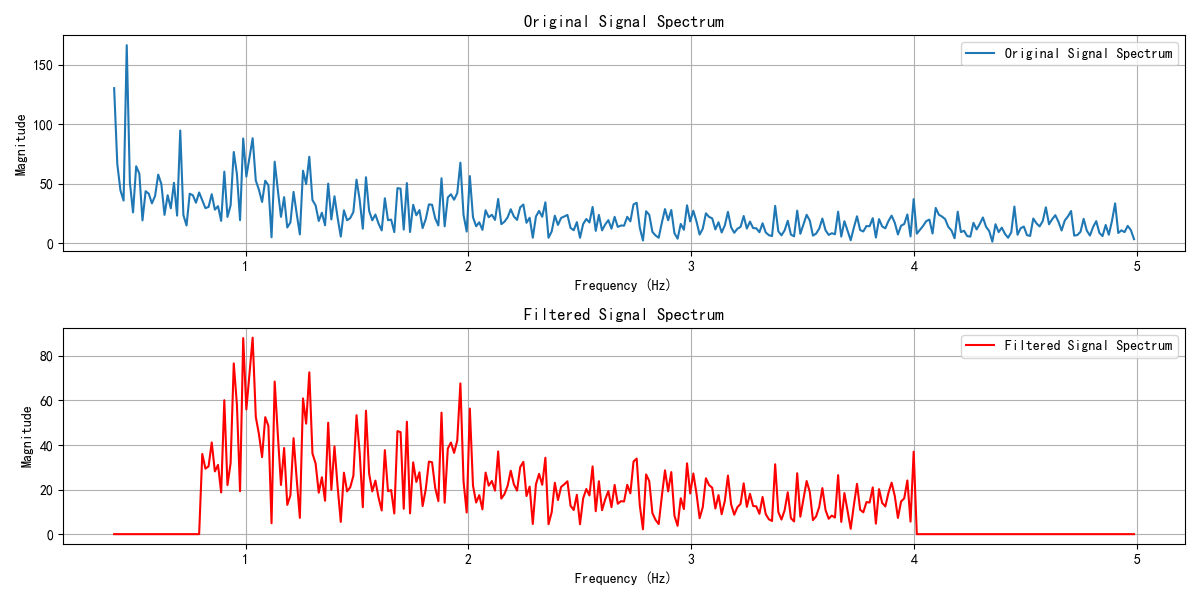 Original Signal Spectrum
Original Signal Spectrum
Magnitude
150
100
50
0
1
2
3
4
5
Frequency (Hz)
Filtered Signal Spectrum
Filtered Signal Spectrum
Magnitude
80
60
40
20
0
1
2
3
4
5
Frequency (Hz)